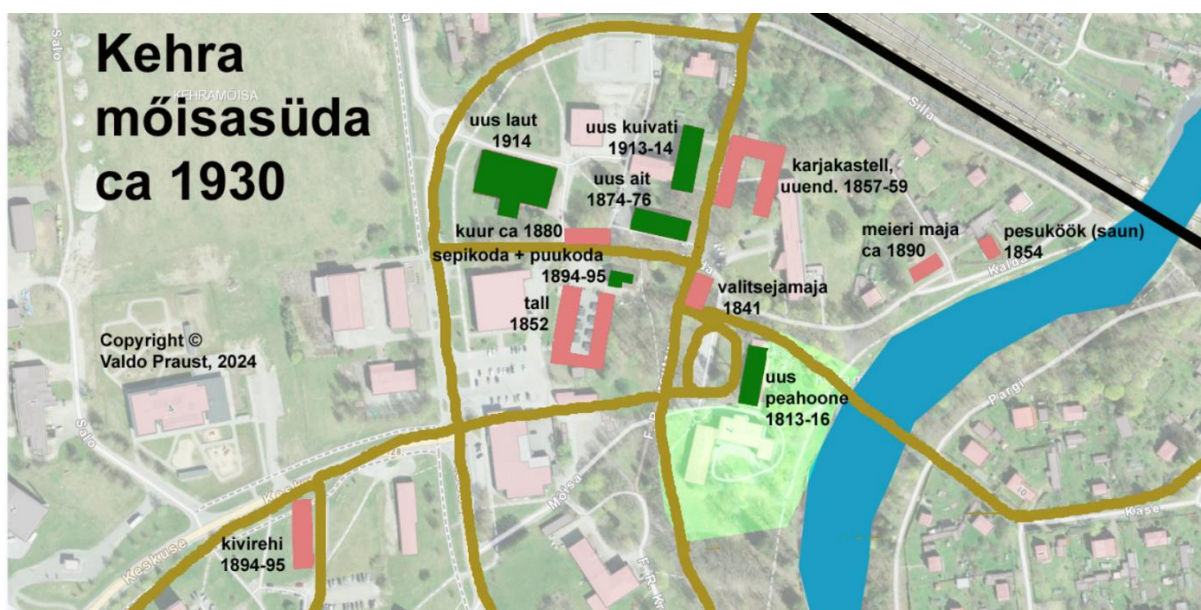 Kehra
mõisasüda
ca 1930
KEHRAMÕISA
Salo
uus laut
1914
uus kuivati
1913-14
uus ait
1874-76
karjakastell,
uuend. 1857-59
Silla
kuur ca 1880
sepikoda + puukoda
1894-95
meieri maja
ca 1890
pesuköök (saun)
1854
Kalda
tall
1852
valitsejamaja
1841
Copyright ©
Valdo Praust, 2024
uus
peahoone
1813-16
Pargi
Salo
Mõisa
Kase
kivirehi
1894-95
Keskuse